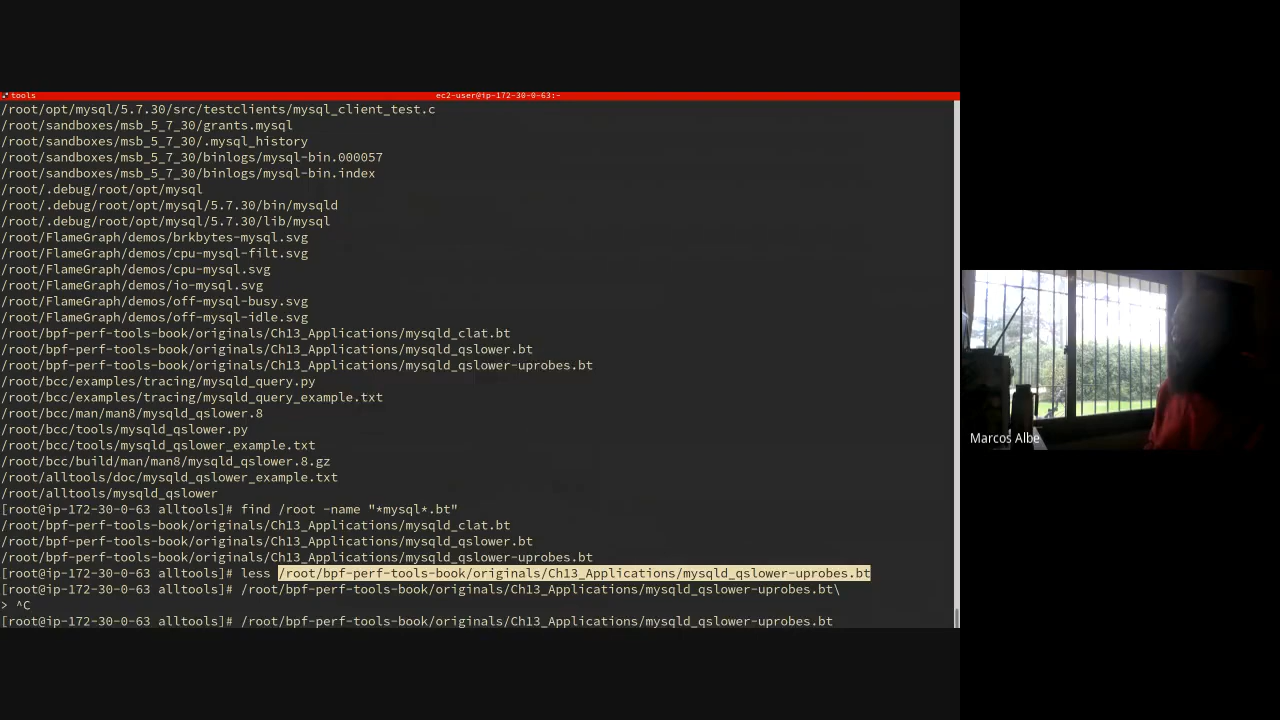 tools
ec2-user@ip-172-30-0-63:~
/root/opt/mysql/5.7.30/src/testclients/mysql_client_test.c
/root/sandboxes/msb_5_7_30/grants.mysql
/root/sandboxes/msb_5_7_30/.mysql_history
/root/sandboxes/msb_5_7_30/binlogs/mysql-bin.000057
/root/sandboxes/msb_5_7_30/binlogs/mysql-bin.index
/root/.debug/root/opt/mysql
/root/.debug/root/opt/mysql/5.7.30/bin/mysqld
/root/.debug/root/opt/mysql/5.7.30/lib/mysql
/root/FlameGraph/demos/brkbytes-mysql.svg
/root/FlameGraph/demos/cpu-mysql-filt.svg
/root/FlameGraph/demos/cpu-mysql.svg
/root/FlameGraph/demos/io-mysql.svg
/root/FlameGraph/demos/off-mysql-busy.svg
/root/FlameGraph/demos/off-mysql-idle.svg
/root/bpf-perf-tools-book/originals/Ch13_Applications/mysqld_clat.bt
/root/bpf-perf-tools-book/originals/Ch13_Applications/mysqld_qslower.bt
/root/bpf-perf-tools-book/originals/Ch13_Applications/mysqld_qslower-uprobes.bt
/root/bcc/examples/tracing/mysqld_query.py
/root/bcc/examples/tracing/mysqld_query_example.txt
/root/bcc/man/man8/mysqld_qslower.8
/root/bcc/tools/mysqld_qslower.py
/root/bcc/tools/mysqld_qslower_example.txt
/root/bcc/build/man/man8/mysqld_qslower.8.gz
/root/alltools/doc/mysqld_qslower_example.txt
/root/alltools/mysqld_qslower
[root@ip-172-30-0-63 alltools]# find /root -name "*mysql*.bt"
/root/bpf-perf-tools-book/originals/Ch13_Applications/mysqld_clat.bt
/root/bpf-perf-tools-book/originals/Ch13_Applications/mysqld_qslower.bt
/root/bpf-perf-tools-book/originals/Ch13_Applications/mysqld_qslower-uprobes.bt
[root@ip-172-30-0-63 alltools]# less /root/bpf-perf-tools-book/originals/Ch13_Applications/mysqld_qslower-uprobes.bt
[root@ip-172-30-0-63 alltools]# /root/bpf-perf-tools-book/originals/Ch13_Applications/mysqld_qslower-uprobes.bt\
> ^C
[root@ip-172-30-0-63 alltools]# /root/bpf-perf-tools-book/originals/Ch13_Applications/mysqld_qslower-uprobes.bt
Marcos Albe